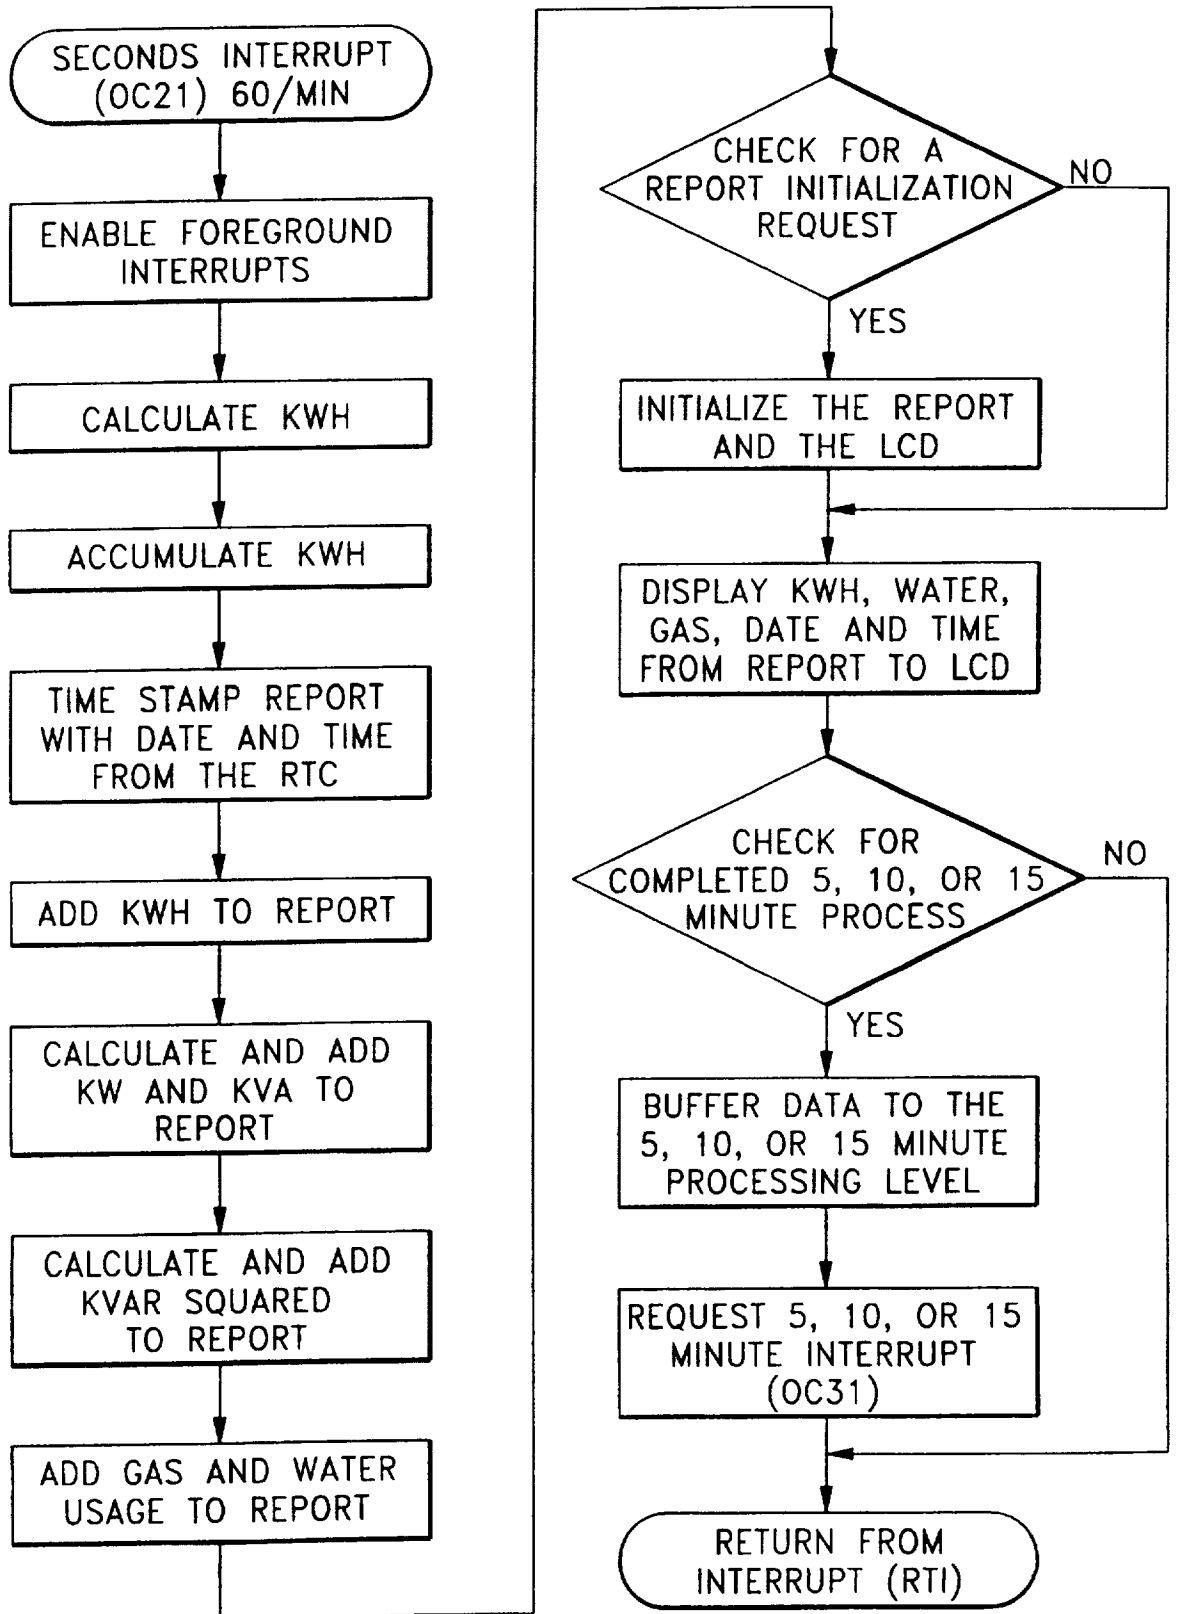 SECONDS INTERRUPT
(OC21) 60/MIN
ENABLE FOREGROUND
INTERRUPTS
CALCULATE KWH
ACCUMULATE KWH
TIME STAMP REPORT
WITH DATE AND TIME
FROM THE RTC
ADD KWH TO REPORT
CALCULATE AND ADD
KW AND KVA TO
REPORT
CALCULATE AND ADD
KVAR SQUARED
TO REPORT
ADD GAS AND WATER
USAGE TO REPORT
CHECK FOR A
REPORT INITIALIZATION
REQUEST
NO
YES
INITIALIZE THE REPORT
AND THE LCD
DISPLAY KWH, WATER,
GAS, DATE AND TIME
FROM REPORT TO LCD
CHECK FOR
COMPLETED 5, 10, OR 15
MINUTE PROCESS
NO
YES
BUFFER DATA TO THE
5, 10, OR 15 MINUTE
PROCESSING LEVEL
REQUEST 5, 10, OR 15
MINUTE INTERRUPT
(OC31)
RETURN FROM
INTERRUPT (RTI)